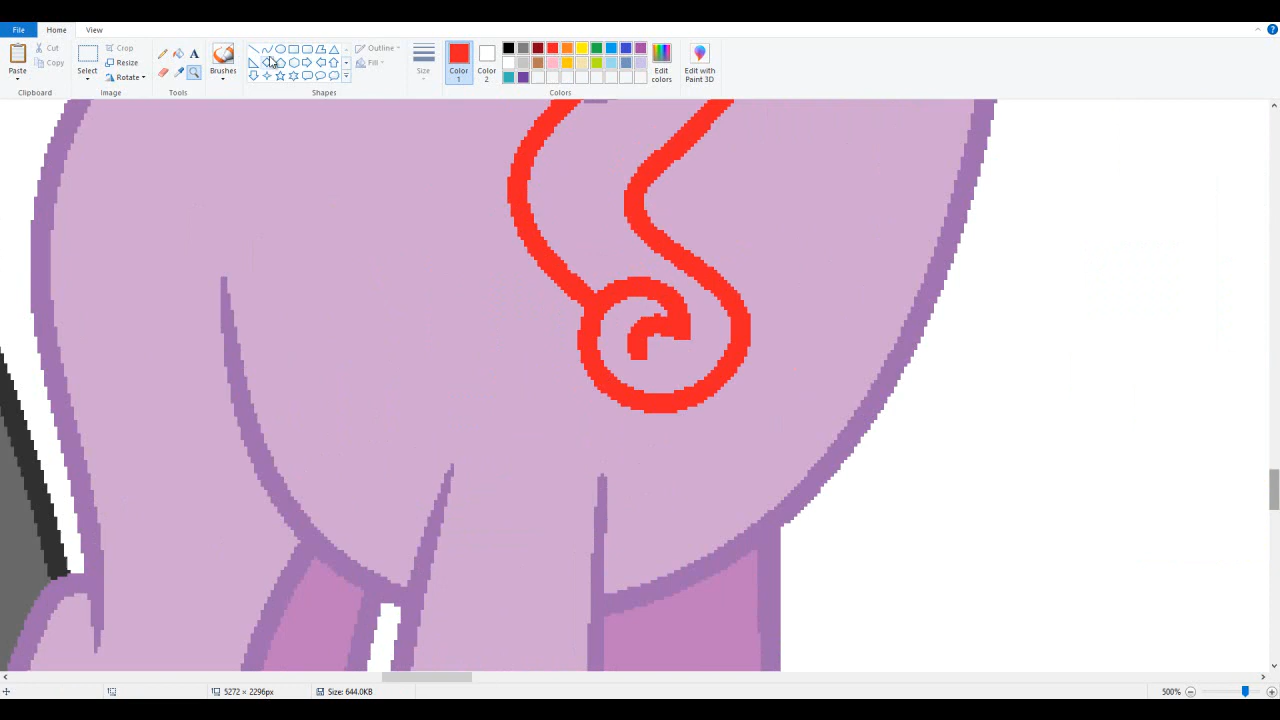 File Home View
Paste Cut Copy Clipboard
Select Crop Resize Rotate Image
A Tools
Brushes
Outline Fill Shapes
Size
Color 1 Color 2 Edit colors Colors
Edit with Paint 3D
5272 × 2296px Size: 644.0KB 500%